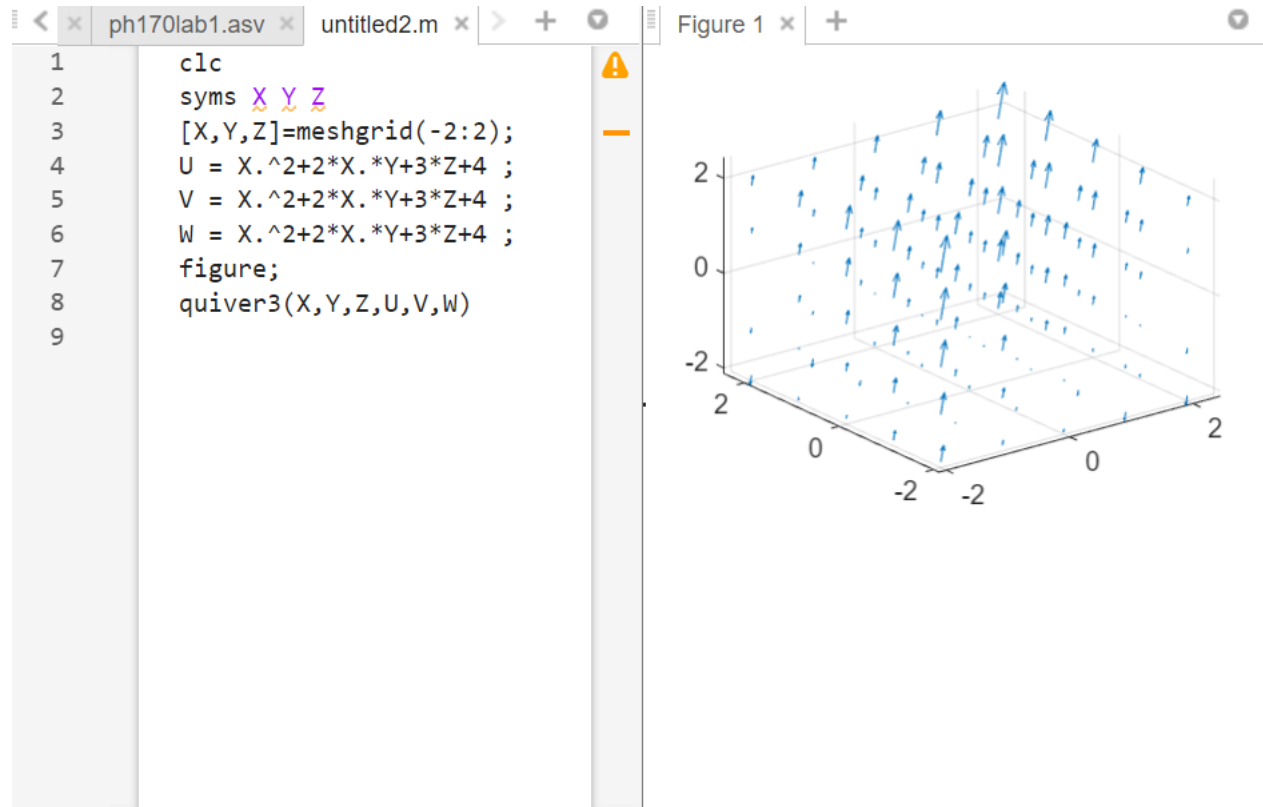 ph170lab1.asv × untitled2.m ×
1 clc
2 syms X Y Z
3 [X,Y,Z]=meshgrid(-2:2);
4 U = X.^2+2*X.*Y+3*Z+4 ;
5 V = X.^2+2*X.*Y+3*Z+4 ;
6 W = X.^2+2*X.*Y+3*Z+4 ;
7 figure;
8 quiver3(X,Y,Z,U,V,W)
9
Figure 1 ×
2
0
-2
2
0
-2
-2
0
2